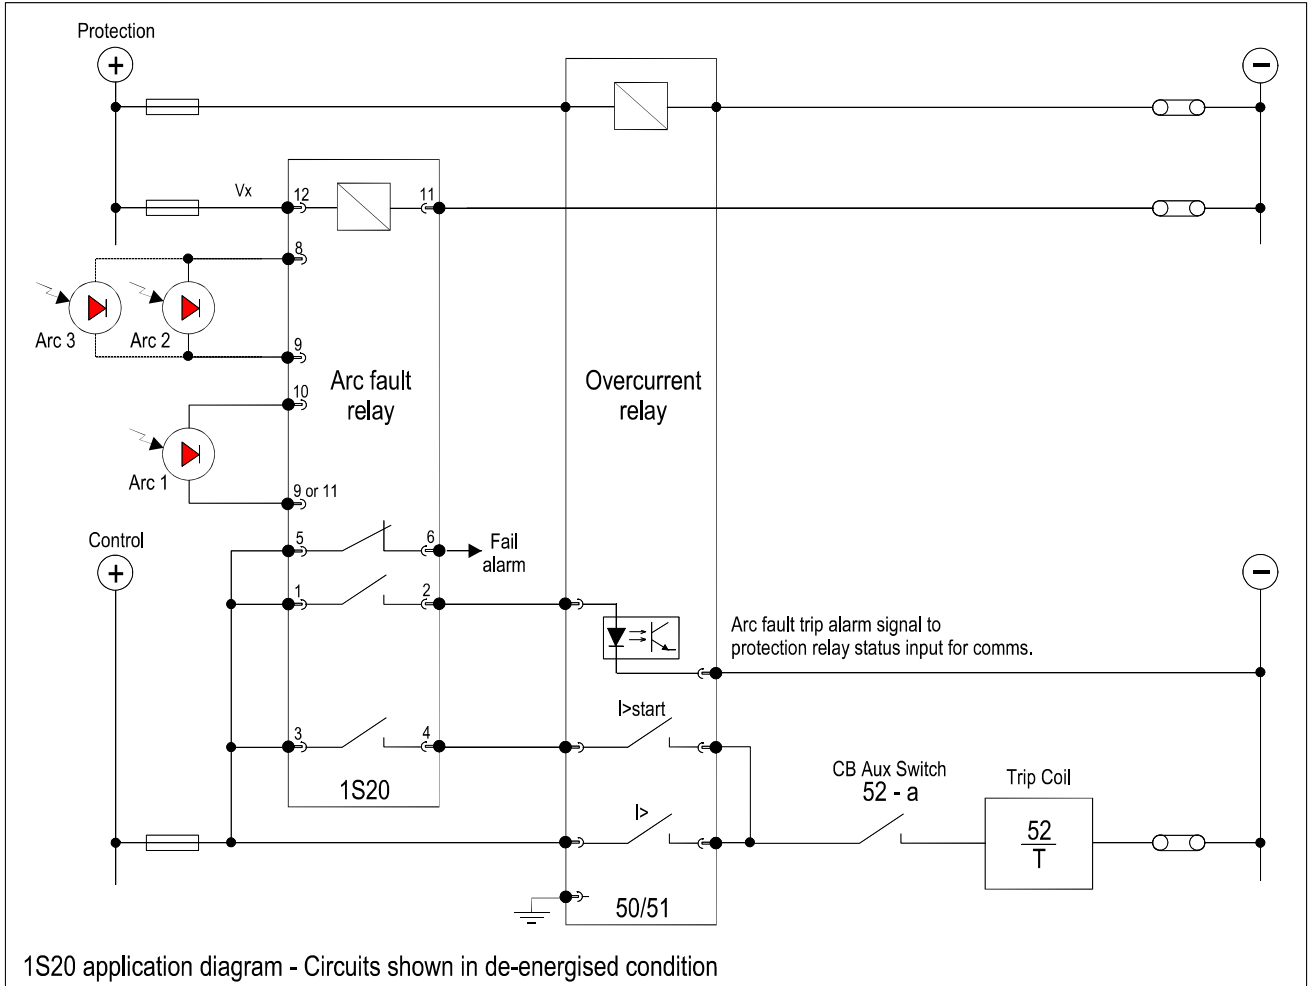 Protection
+
−
Vx
12
11
8
Arc 3
Arc 2
9
10
Arc fault
relay
Overcurrent
relay
Arc 1
9 or 11
5
6
Fail
alarm
Control
+
−
1
2
Arc fault trip alarm signal to
protection relay status input for comms.
I>start
3
4
CB Aux Switch
52 - a
Trip Coil
1S20
I>
52
T
50/51
1S20 application diagram - Circuits shown in de-energised condition